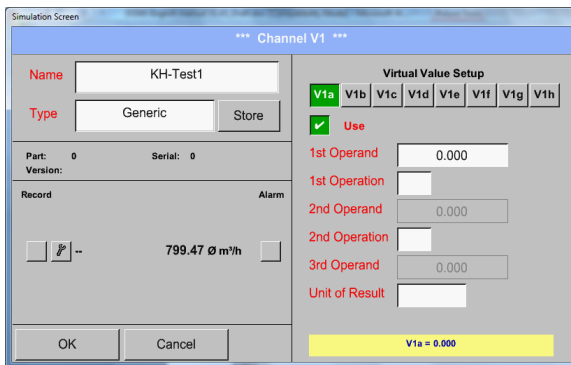 Simulation Screen
*** Channel V1 ***
Name KH-Test1
Type Generic Store
Part: 0 Serial: 0
Version:
Record Alarm
-- 799.47 Ø m³/h
OK Cancel
Virtual Value Setup
V1a V1b V1c V1d V1e V1f V1g V1h
Use
1st Operand 0.000
1st Operation
2nd Operand 0.000
2nd Operation
3rd Operand 0.000
Unit of Result
V1a = 0.000